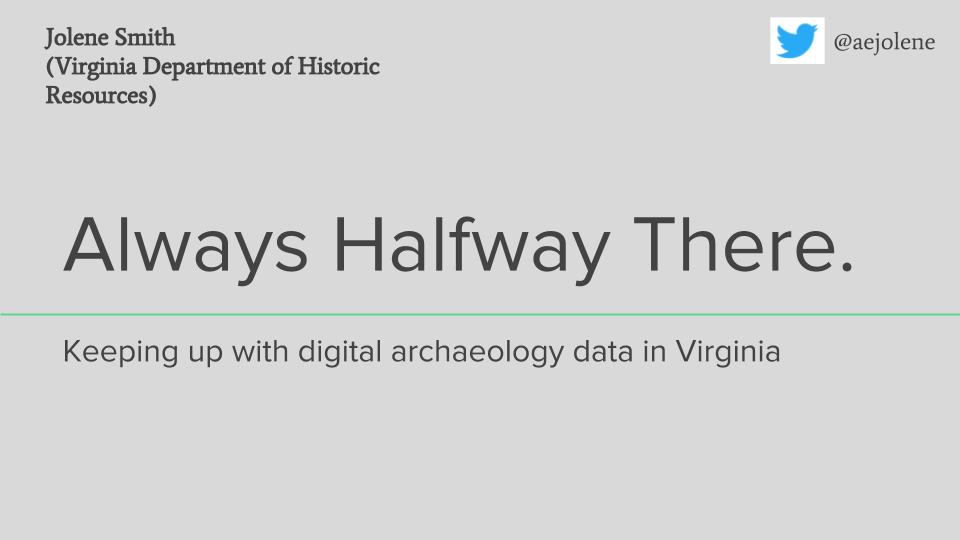 Jolene Smith
(Virginia Department of Historic
Resources)
@aejolene
Always Halfway There.
Keeping up with digital archaeology data in Virginia